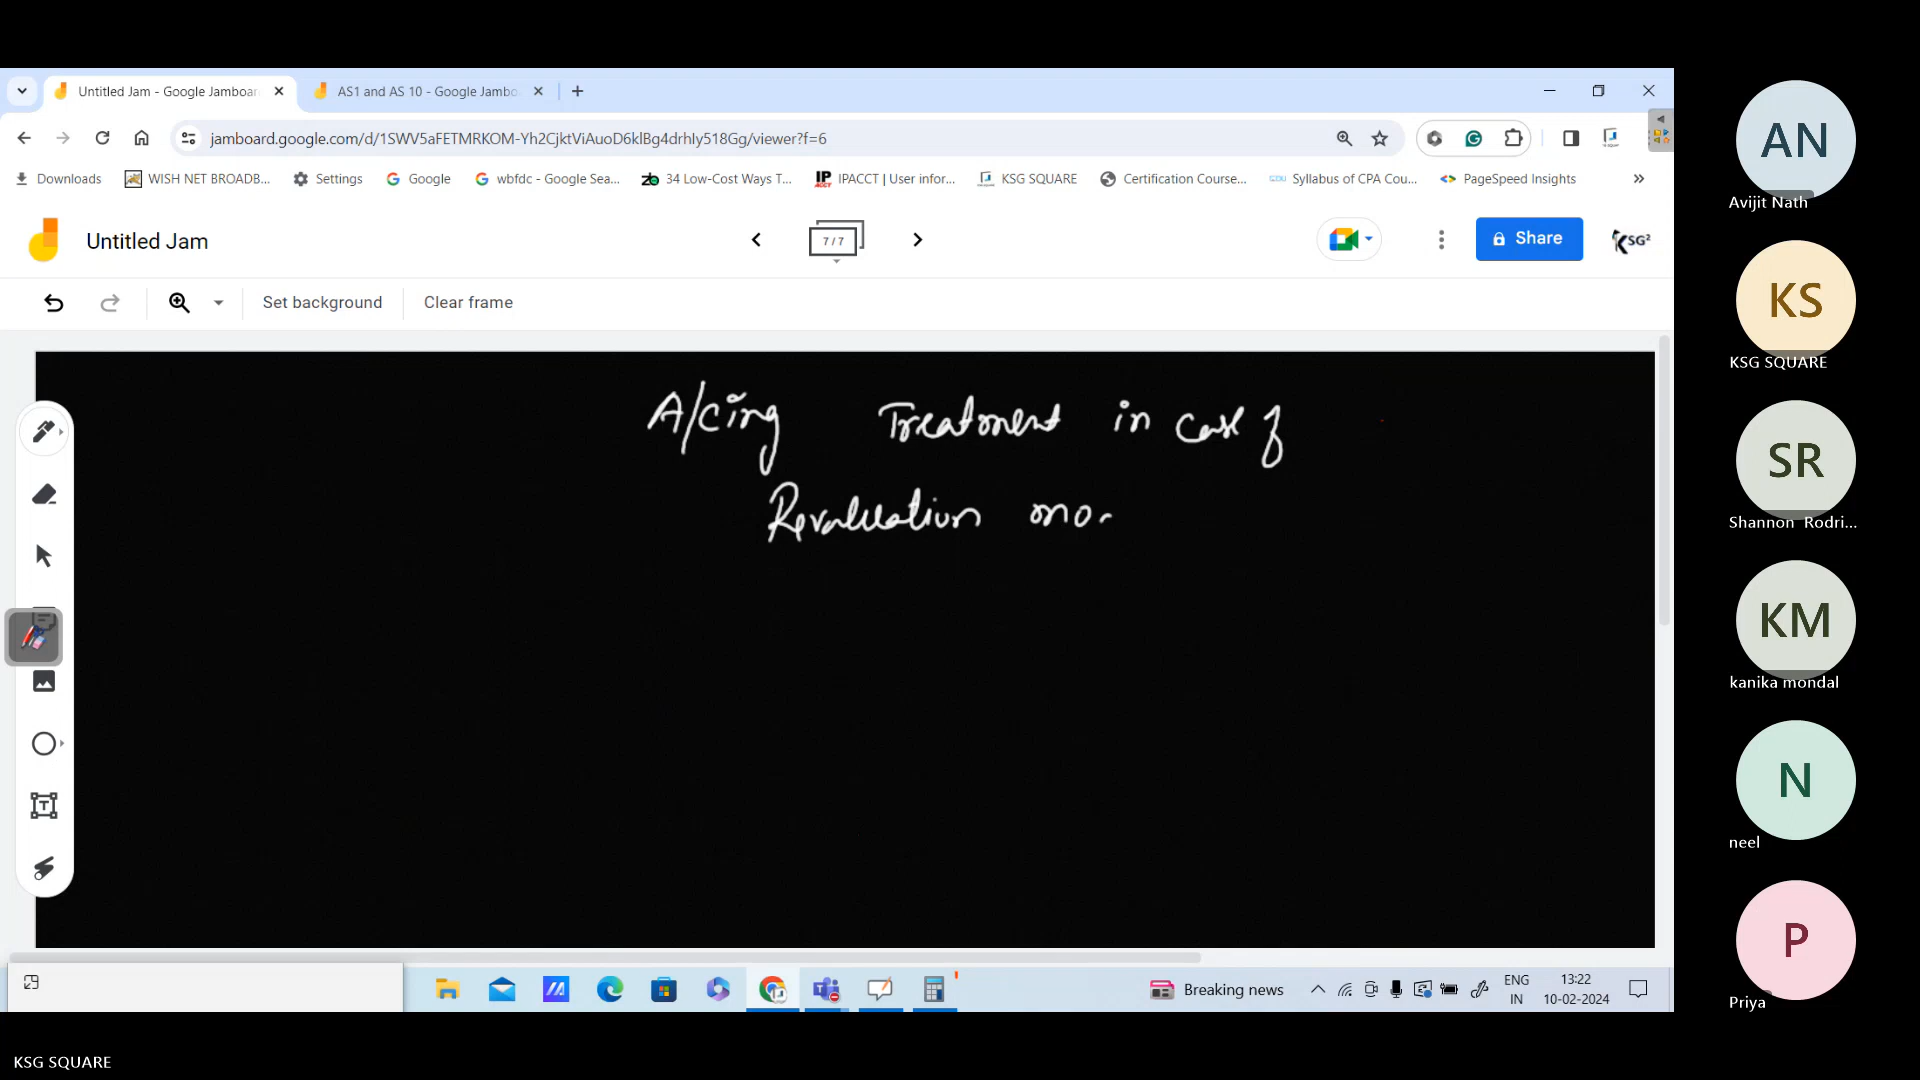 Untitled Jam - Google Jamboar
AS1 and AS 10 - Google Jambo
jamboard.google.com/d/1SWV5aFETMRKOM-Yh2CjktViAuoD6klBg4drhIy518Gg/viewer?f=6
Downloads WISH NET BROADB... Settings Google wbfdc - Google Sea... 34 Low-Cost Ways T... IPACCT | User infor... KSG SQUARE Certification Course... Syllabus of CPA Cou... PageSpeed Insights
Untitled Jam
7 / 7
Share
KSG²
Set background
Clear frame
A/cing Treatment in case of
Revaluation mo
Breaking news
ENG
IN
13:22
10-02-2024
AN
Avijit Nath
KS
KSG SQUARE
SR
Shannon Rodri...
KM
kanika mondal
N
neel
P
Priya
KSG SQUARE